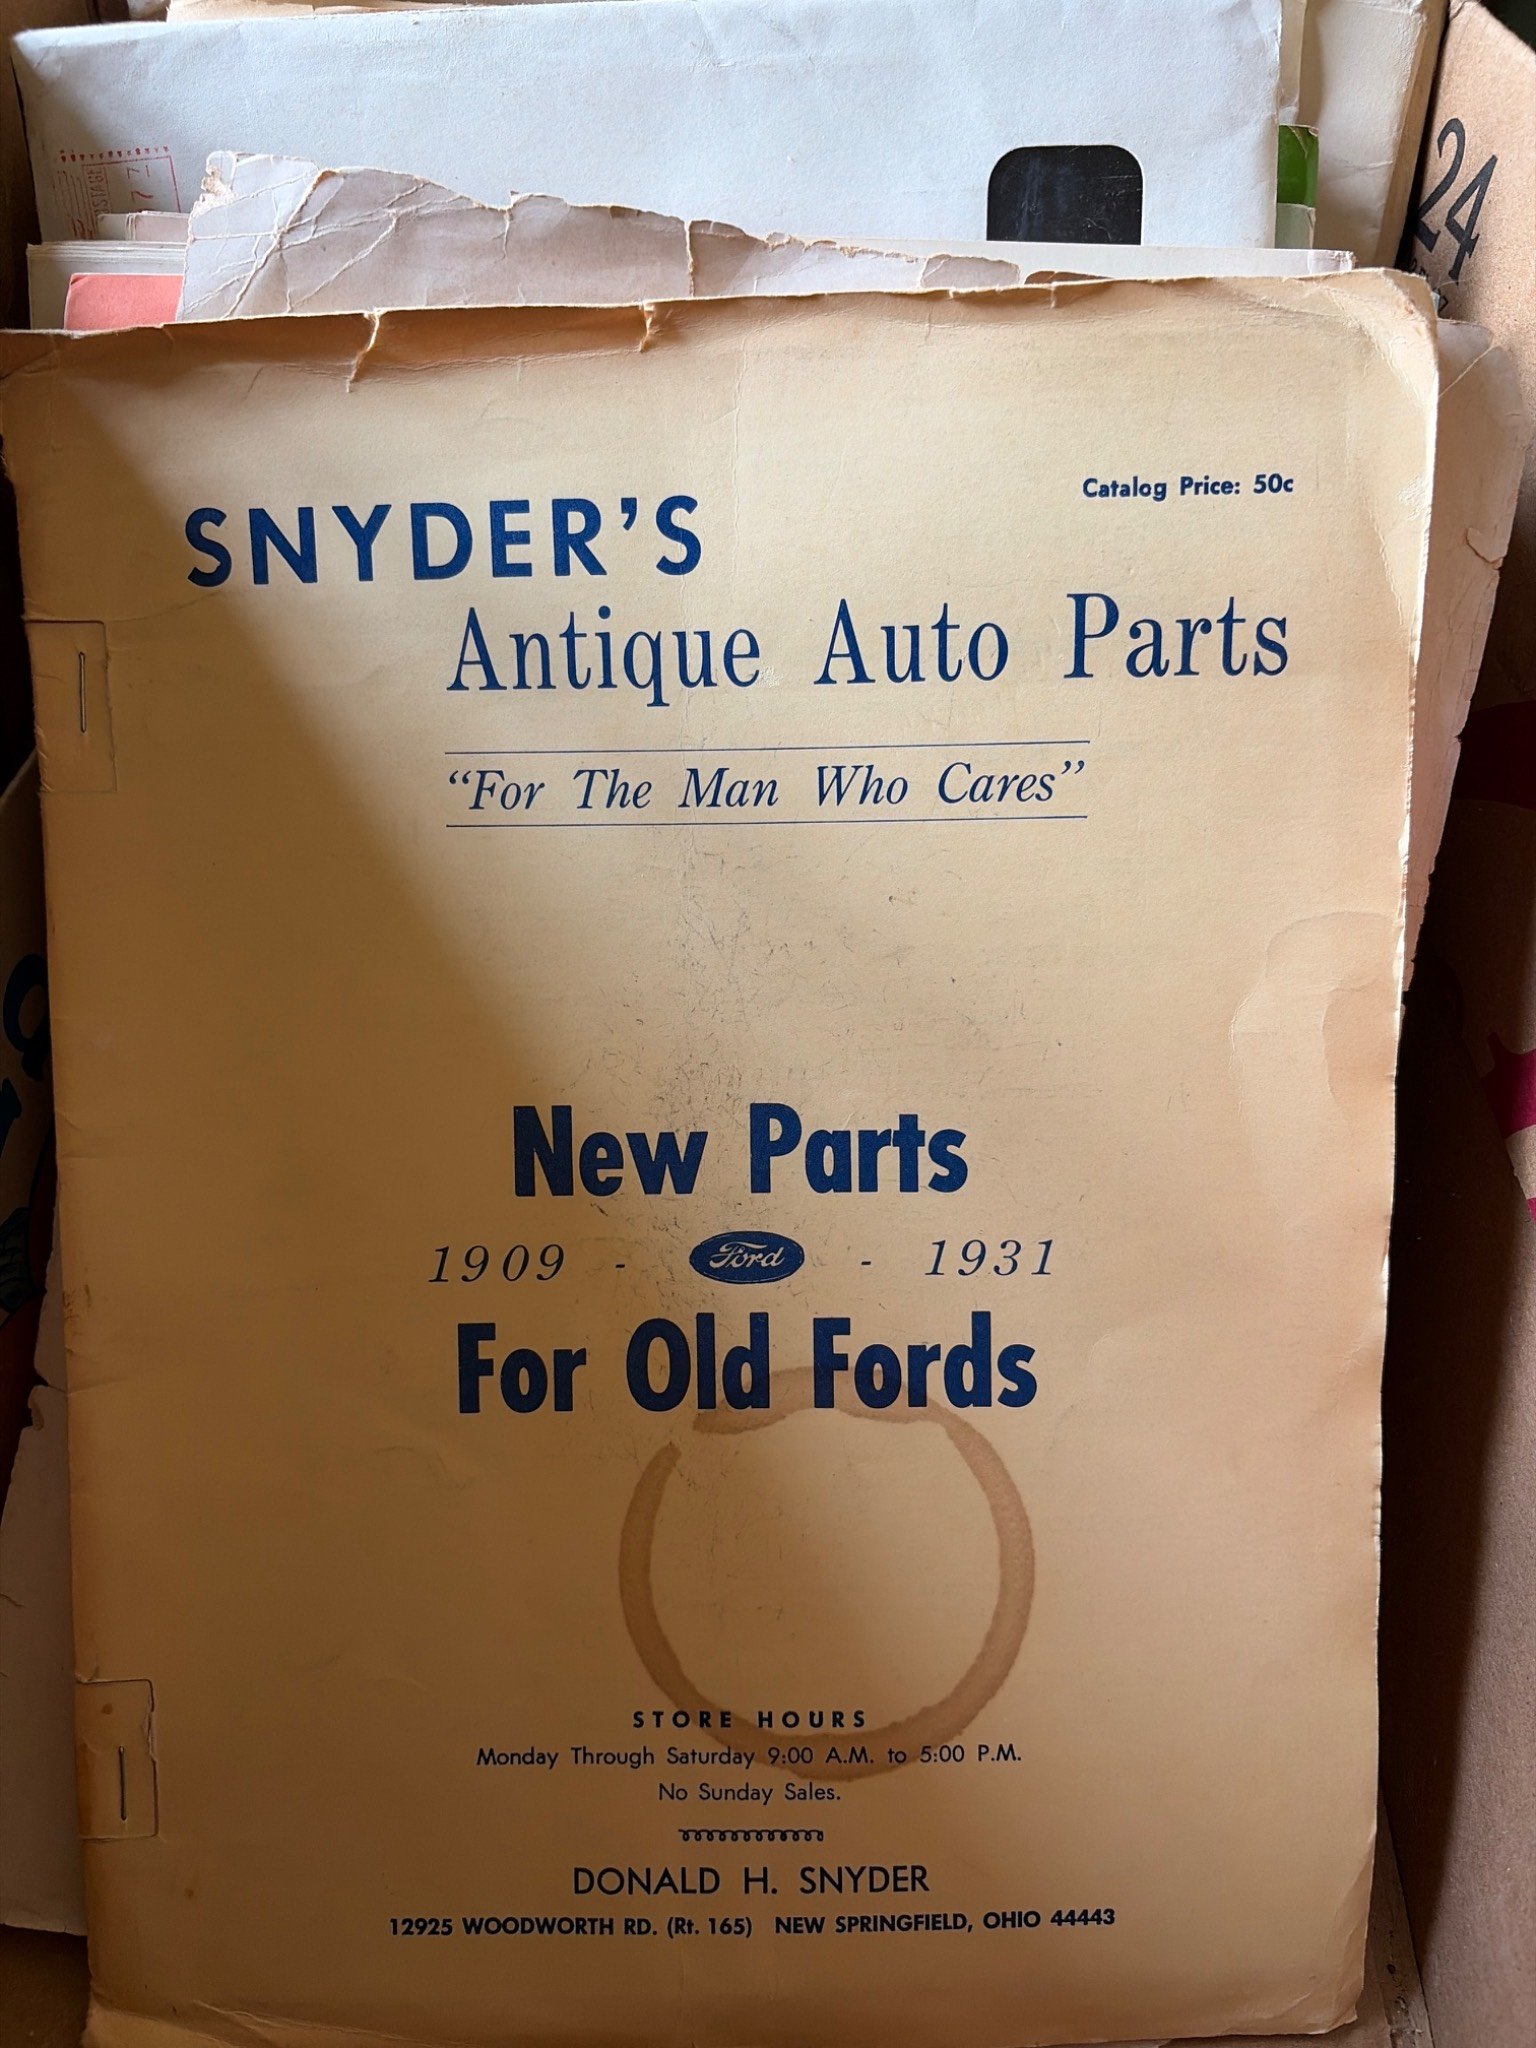 24
SNYDER'S
Catalog Price: 50c
Antique Auto Parts
“For The Man Who Cares”
New Parts
1909 - Ford - 1931
For Old Fords
STORE HOURS
Monday Through Saturday 9:00 A.M. to 5:00 P.M.
No Sunday Sales.
DONALD H. SNYDER
12925 WOODWORTH RD. (Rt. 165) NEW SPRINGFIELD, OHIO 44443